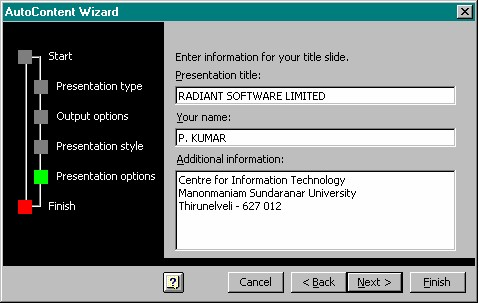 AutoContent Wizard
Start
Presentation type
Output options
Presentation style
Presentation options
Finish
Enter information for your title slide.
Presentation title:
RADIANT SOFTWARE LIMITED
Your name:
P. KUMAR
Additional information:
Centre for Information Technology
Manonmaniam Sundaranar University
Thirunelveli - 627 012
?
Cancel
< Back
Next >
Finish